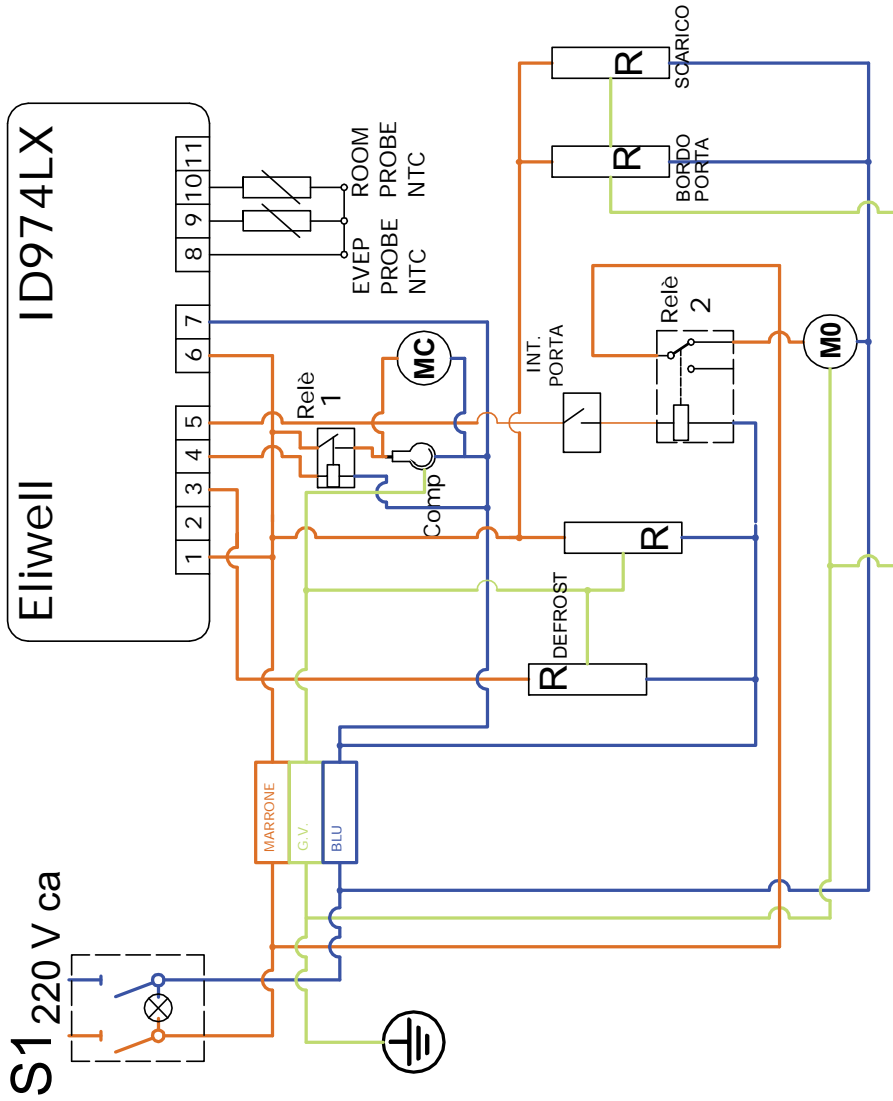 Eliwell
ID974LX
1 2 3 4 5 6 7 8 9 10 11
EVEP
PROBE
NTC
ROOM
PROBE
NTC
Relè
1
MC
Comp
INT.
PORTA
Relè
2
M0
R
BORDO
PORTA
R
SCARICO
R
DEFROST
R
MARRONE
G.V.
BLU
S1
220 V ca